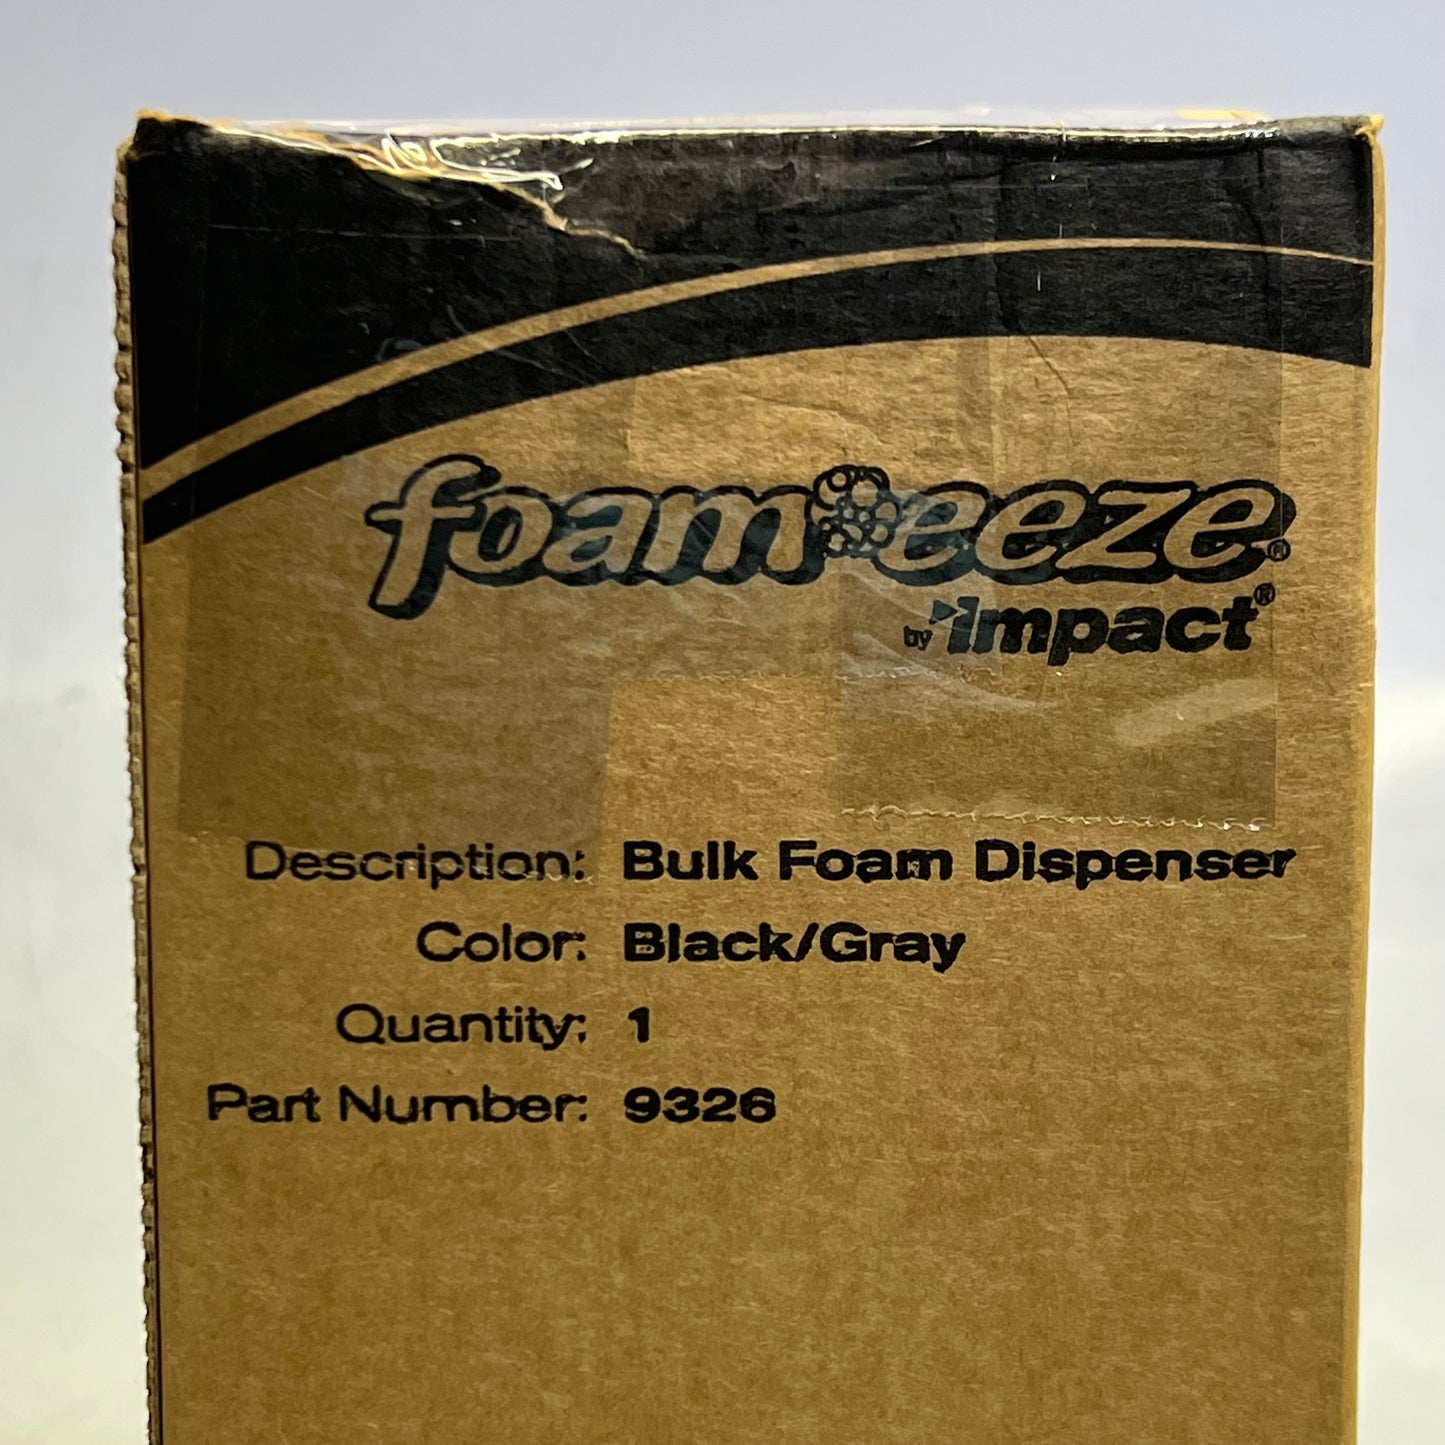 foam-eeze®
by impact®
Description: Bulk Foam Dispenser
Color: Black/Gray
Quantity: 1
Part Number: 9326